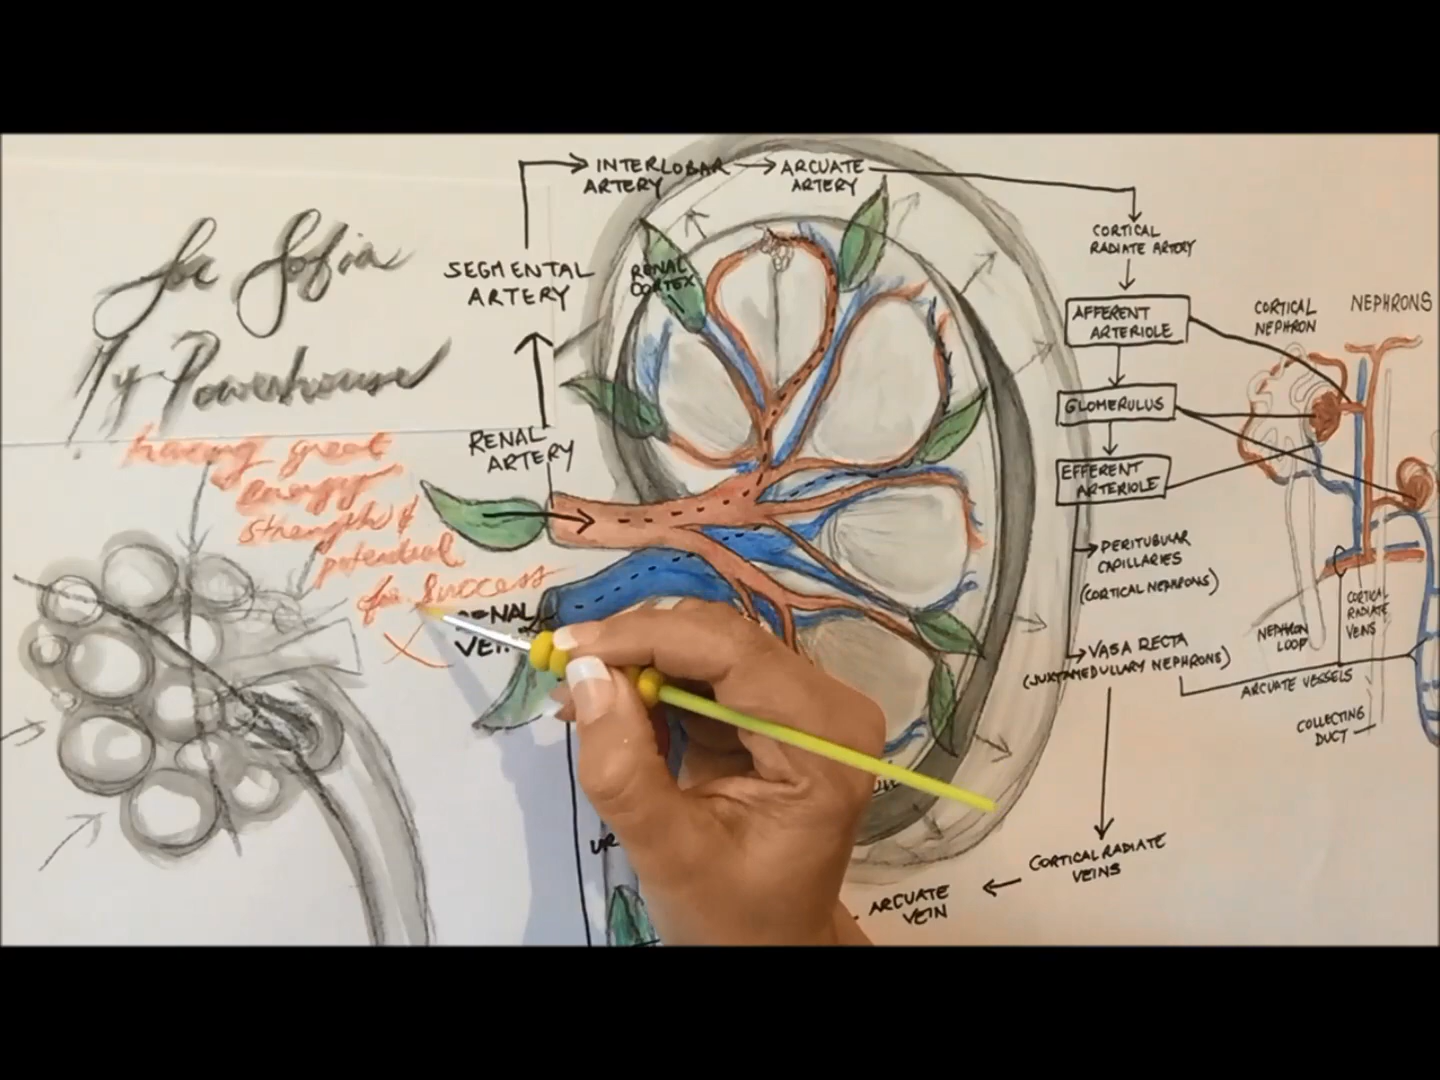 for Sofia
My Powerhouse
having great
energy
strength &
potential
for Success
X
SEGMENTAL
ARTERY
INTERLOBAR
ARTERY
ARCUATE
ARTERY
RENAL
CORTEX
RENAL
ARTERY
CORTICAL
RADIATE ARTERY
AFFERENT
ARTERIOLE
GLOMERULUS
EFFERENT
ARTERIOLE
PERITUBULAR
CAPILLARIES
(CORTICAL NEPHRONS)
VASA RECTA
(JUXTAMEDULLARY NEPHRONS)
CORTICAL RADIATE
VEINS
ARCUATE
VEIN
CORTICAL
NEPHRON
NEPHRONS
NEPHRON
LOOP
CORTICAL
RADIATE
VEINS
ARCUATE VESSELS
COLLECTING
DUCT